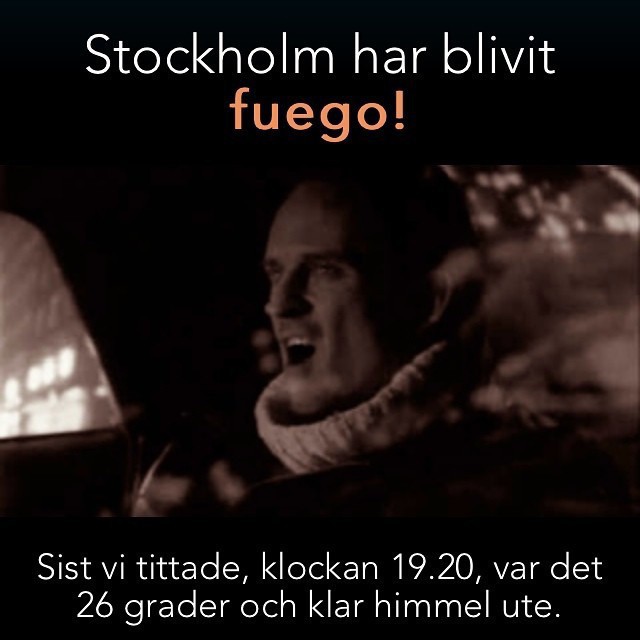 Stockholm har blivit
fuego!
Sist vi tittade, klockan 19.20, var det
26 grader och klar himmel ute.